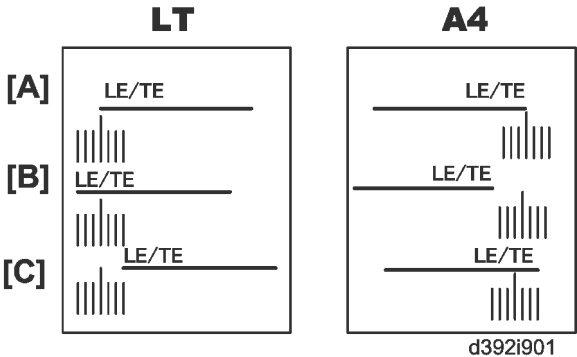 LT A4
[A] LE/TE LE/TE
[B] LE/TE LE/TE
[C] LE/TE LE/TE
d392i901